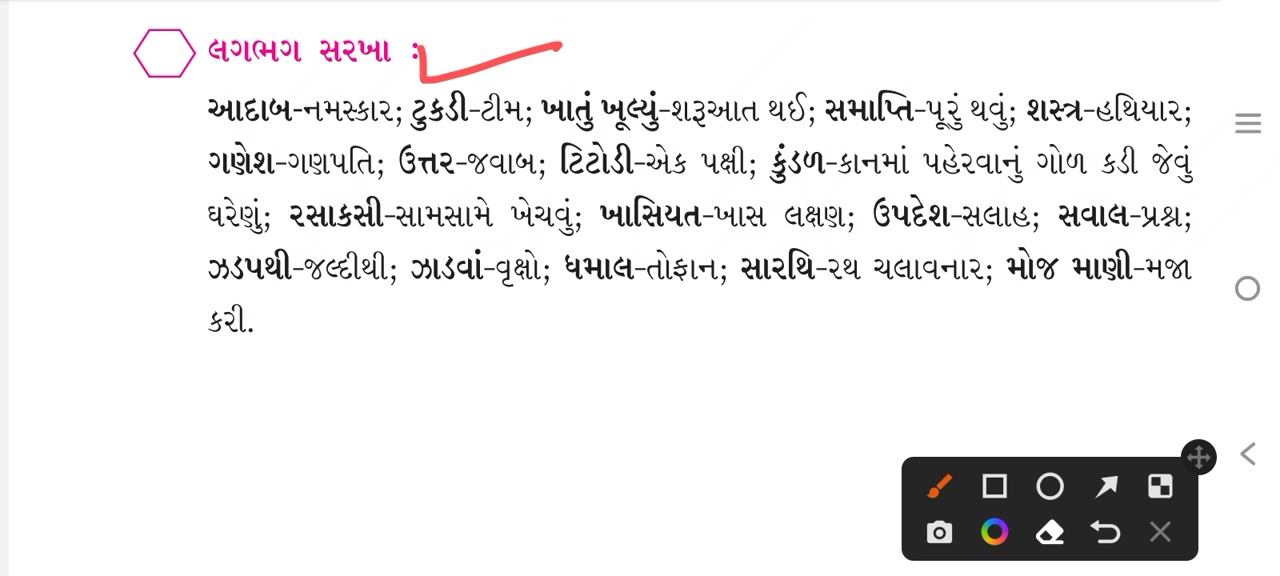 લગભગ સરખા :
આદાબ-નમસ્કાર; ટુકડી-ટીમ; ખાતું ખૂલ્યું-શરૂઆત થઈ; સમાપ્તિ-પૂરું થવું; શસ્ત્ર-હથિયાર;
ગણેશ-ગણપતિ; ઉત્તર-જવાબ; ટિટોડી-એક પક્ષી; કુંડળ-કાનમાં પહેરવાનું ગોળ કડી જેવું
ઘરેણું; રસાકસી-સામસામે ખેચવું; ખાસિયત-ખાસ લક્ષણ; ઉપદેશ-સલાહ; સવાલ-પ્રશ્ન;
ઝડપથી-જલ્દીથી; ઝાડવાં-વૃક્ષો; ધમાલ-તોફાન; સારથિ-રથ ચલાવનાર; મોજ માણી-મજા
કરી.